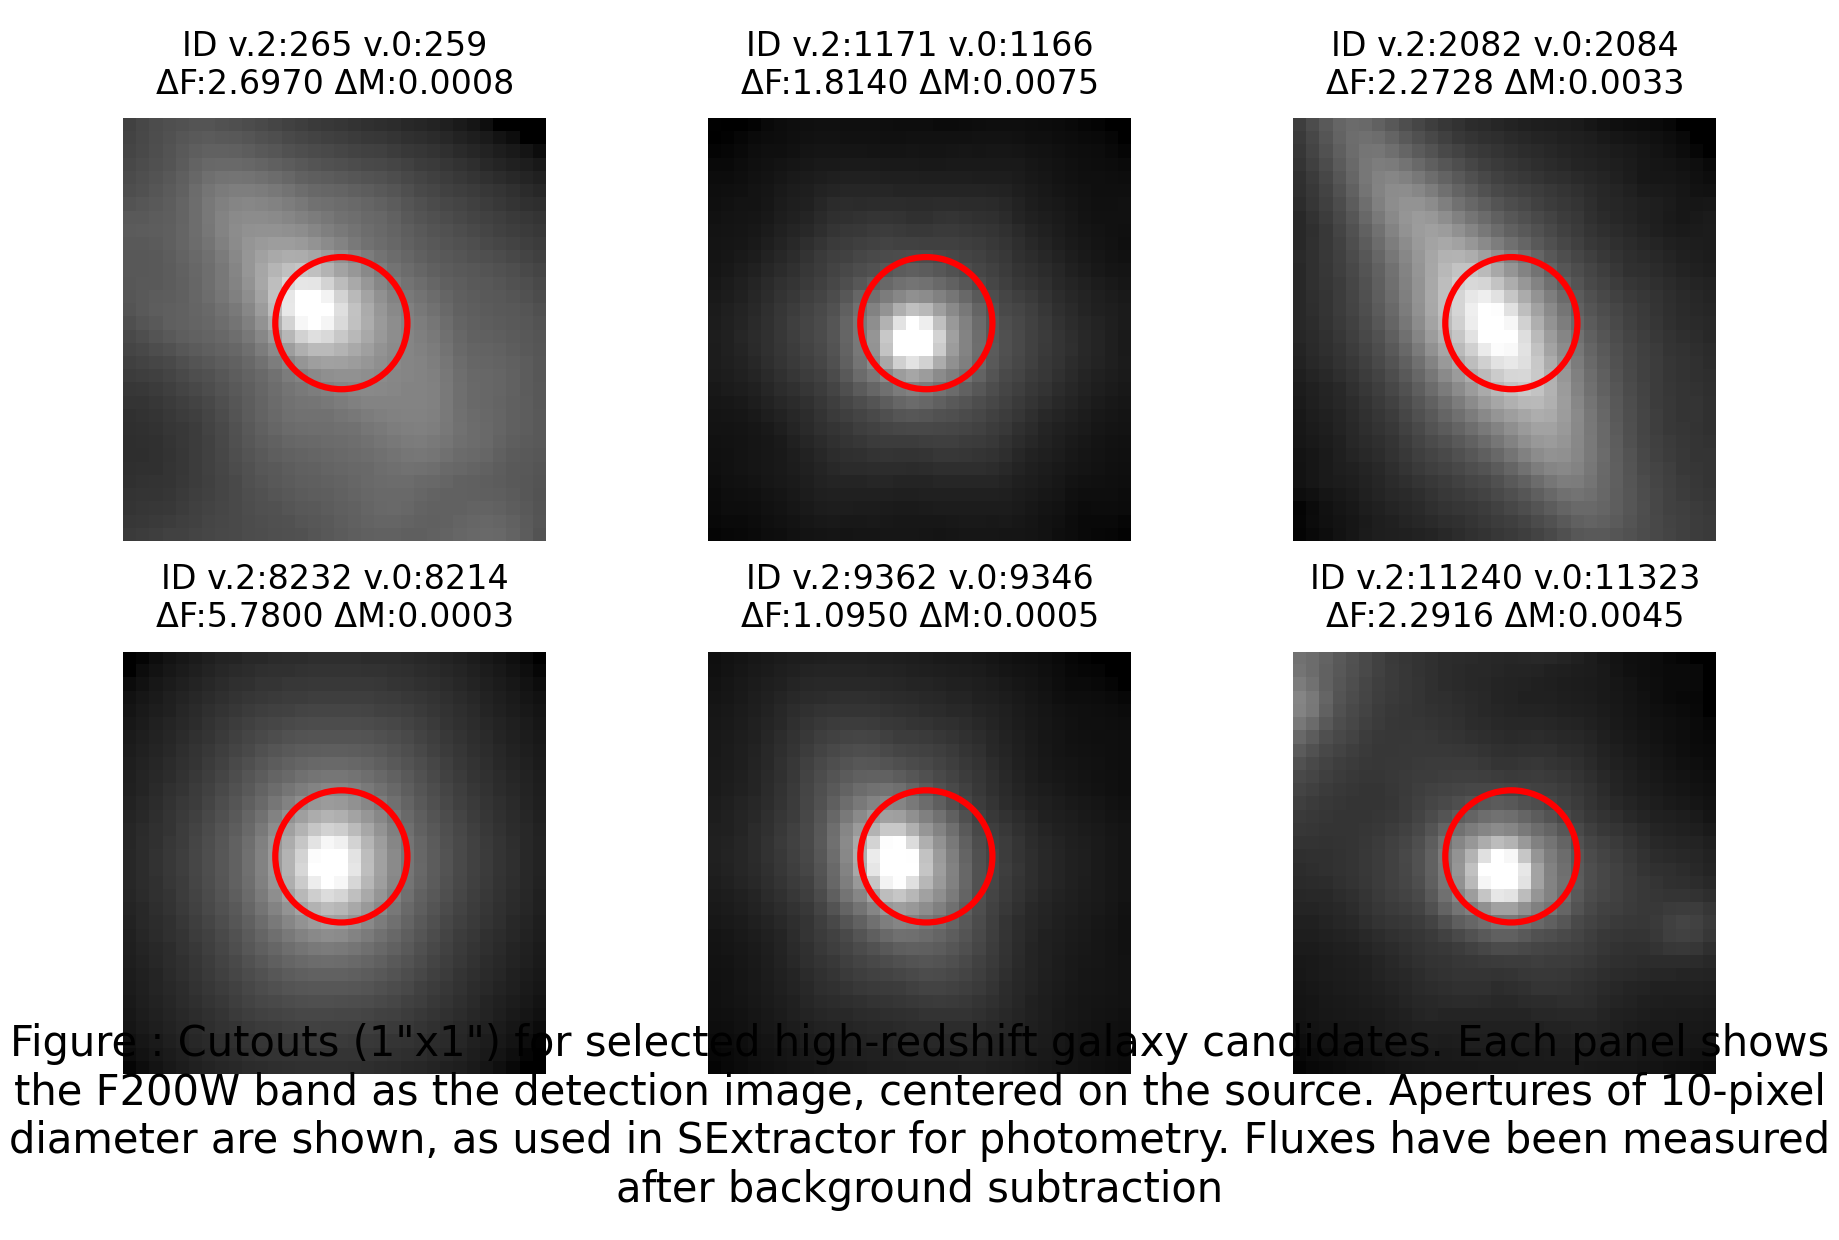 ID v.2:265 v.0:259
ΔF:2.6970 ΔM:0.0008
ID v.2:1171 v.0:1166
ΔF:1.8140 ΔM:0.0075
ID v.2:2082 v.0:2084
ΔF:2.2728 ΔM:0.0033
ID v.2:8232 v.0:8214
ΔF:5.7800 ΔM:0.0003
ID v.2:9362 v.0:9346
ΔF:1.0950 ΔM:0.0005
ID v.2:11240 v.0:11323
ΔF:2.2916 ΔM:0.0045
Figure : Cutouts (1"x1") for selected high-redshift galaxy candidates. Each panel shows
the F200W band as the detection image, centered on the source. Apertures of 10-pixel
diameter are shown, as used in SExtractor for photometry. Fluxes have been measured
after background subtraction